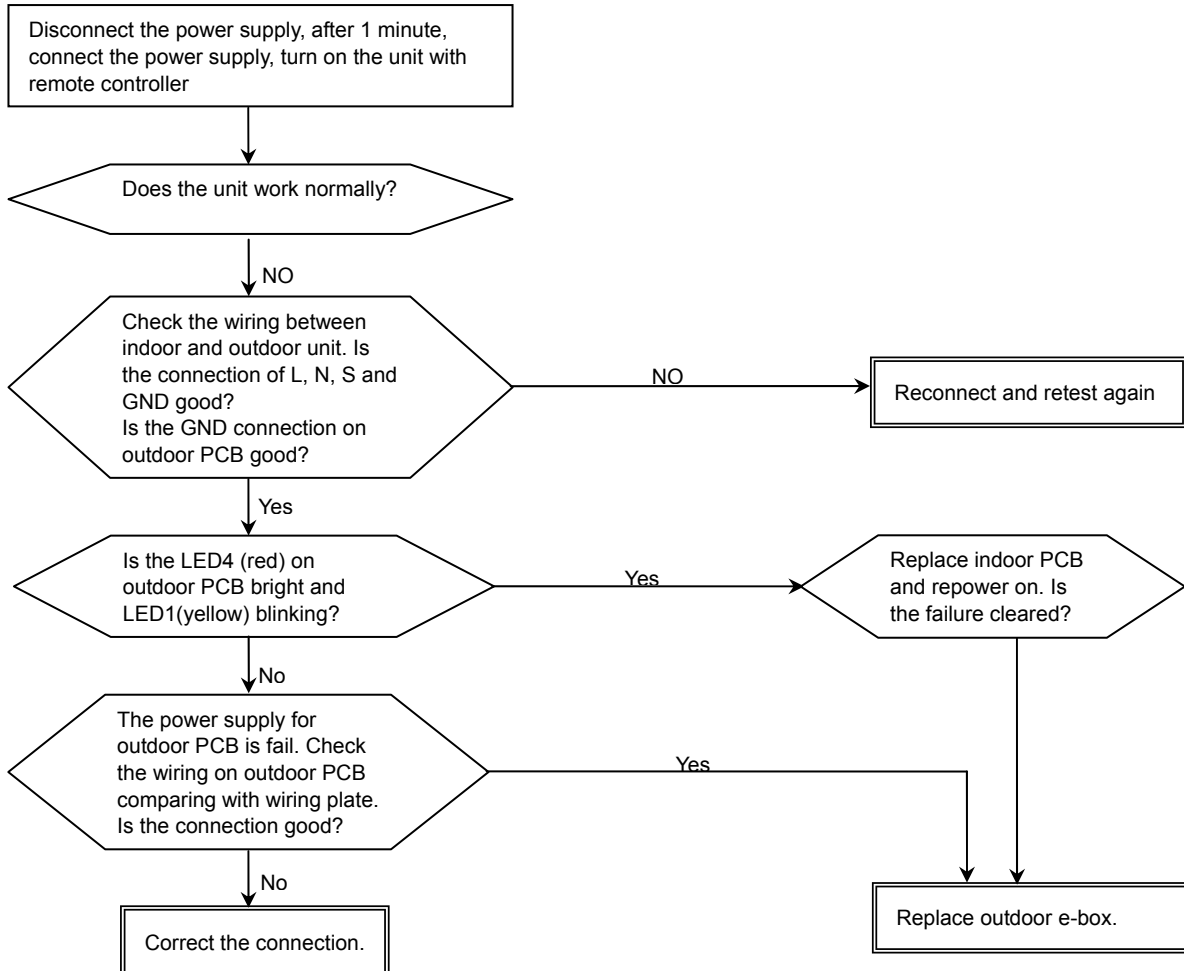 Disconnect the power supply, after 1 minute,
connect the power supply, turn on the unit with
remote controller
Does the unit work normally?
NO
Check the wiring between
indoor and outdoor unit. Is
the connection of L, N, S and
GND good?
Is the GND connection on
outdoor PCB good?
NO
Reconnect and retest again
Yes
Is the LED4 (red) on
outdoor PCB bright and
LED1(yellow) blinking?
Yes
Replace indoor PCB
and repower on. Is
the failure cleared?
No
The power supply for
outdoor PCB is fail. Check
the wiring on outdoor PCB
comparing with wiring plate.
Is the connection good?
Yes
No
Correct the connection.
Replace outdoor e-box.